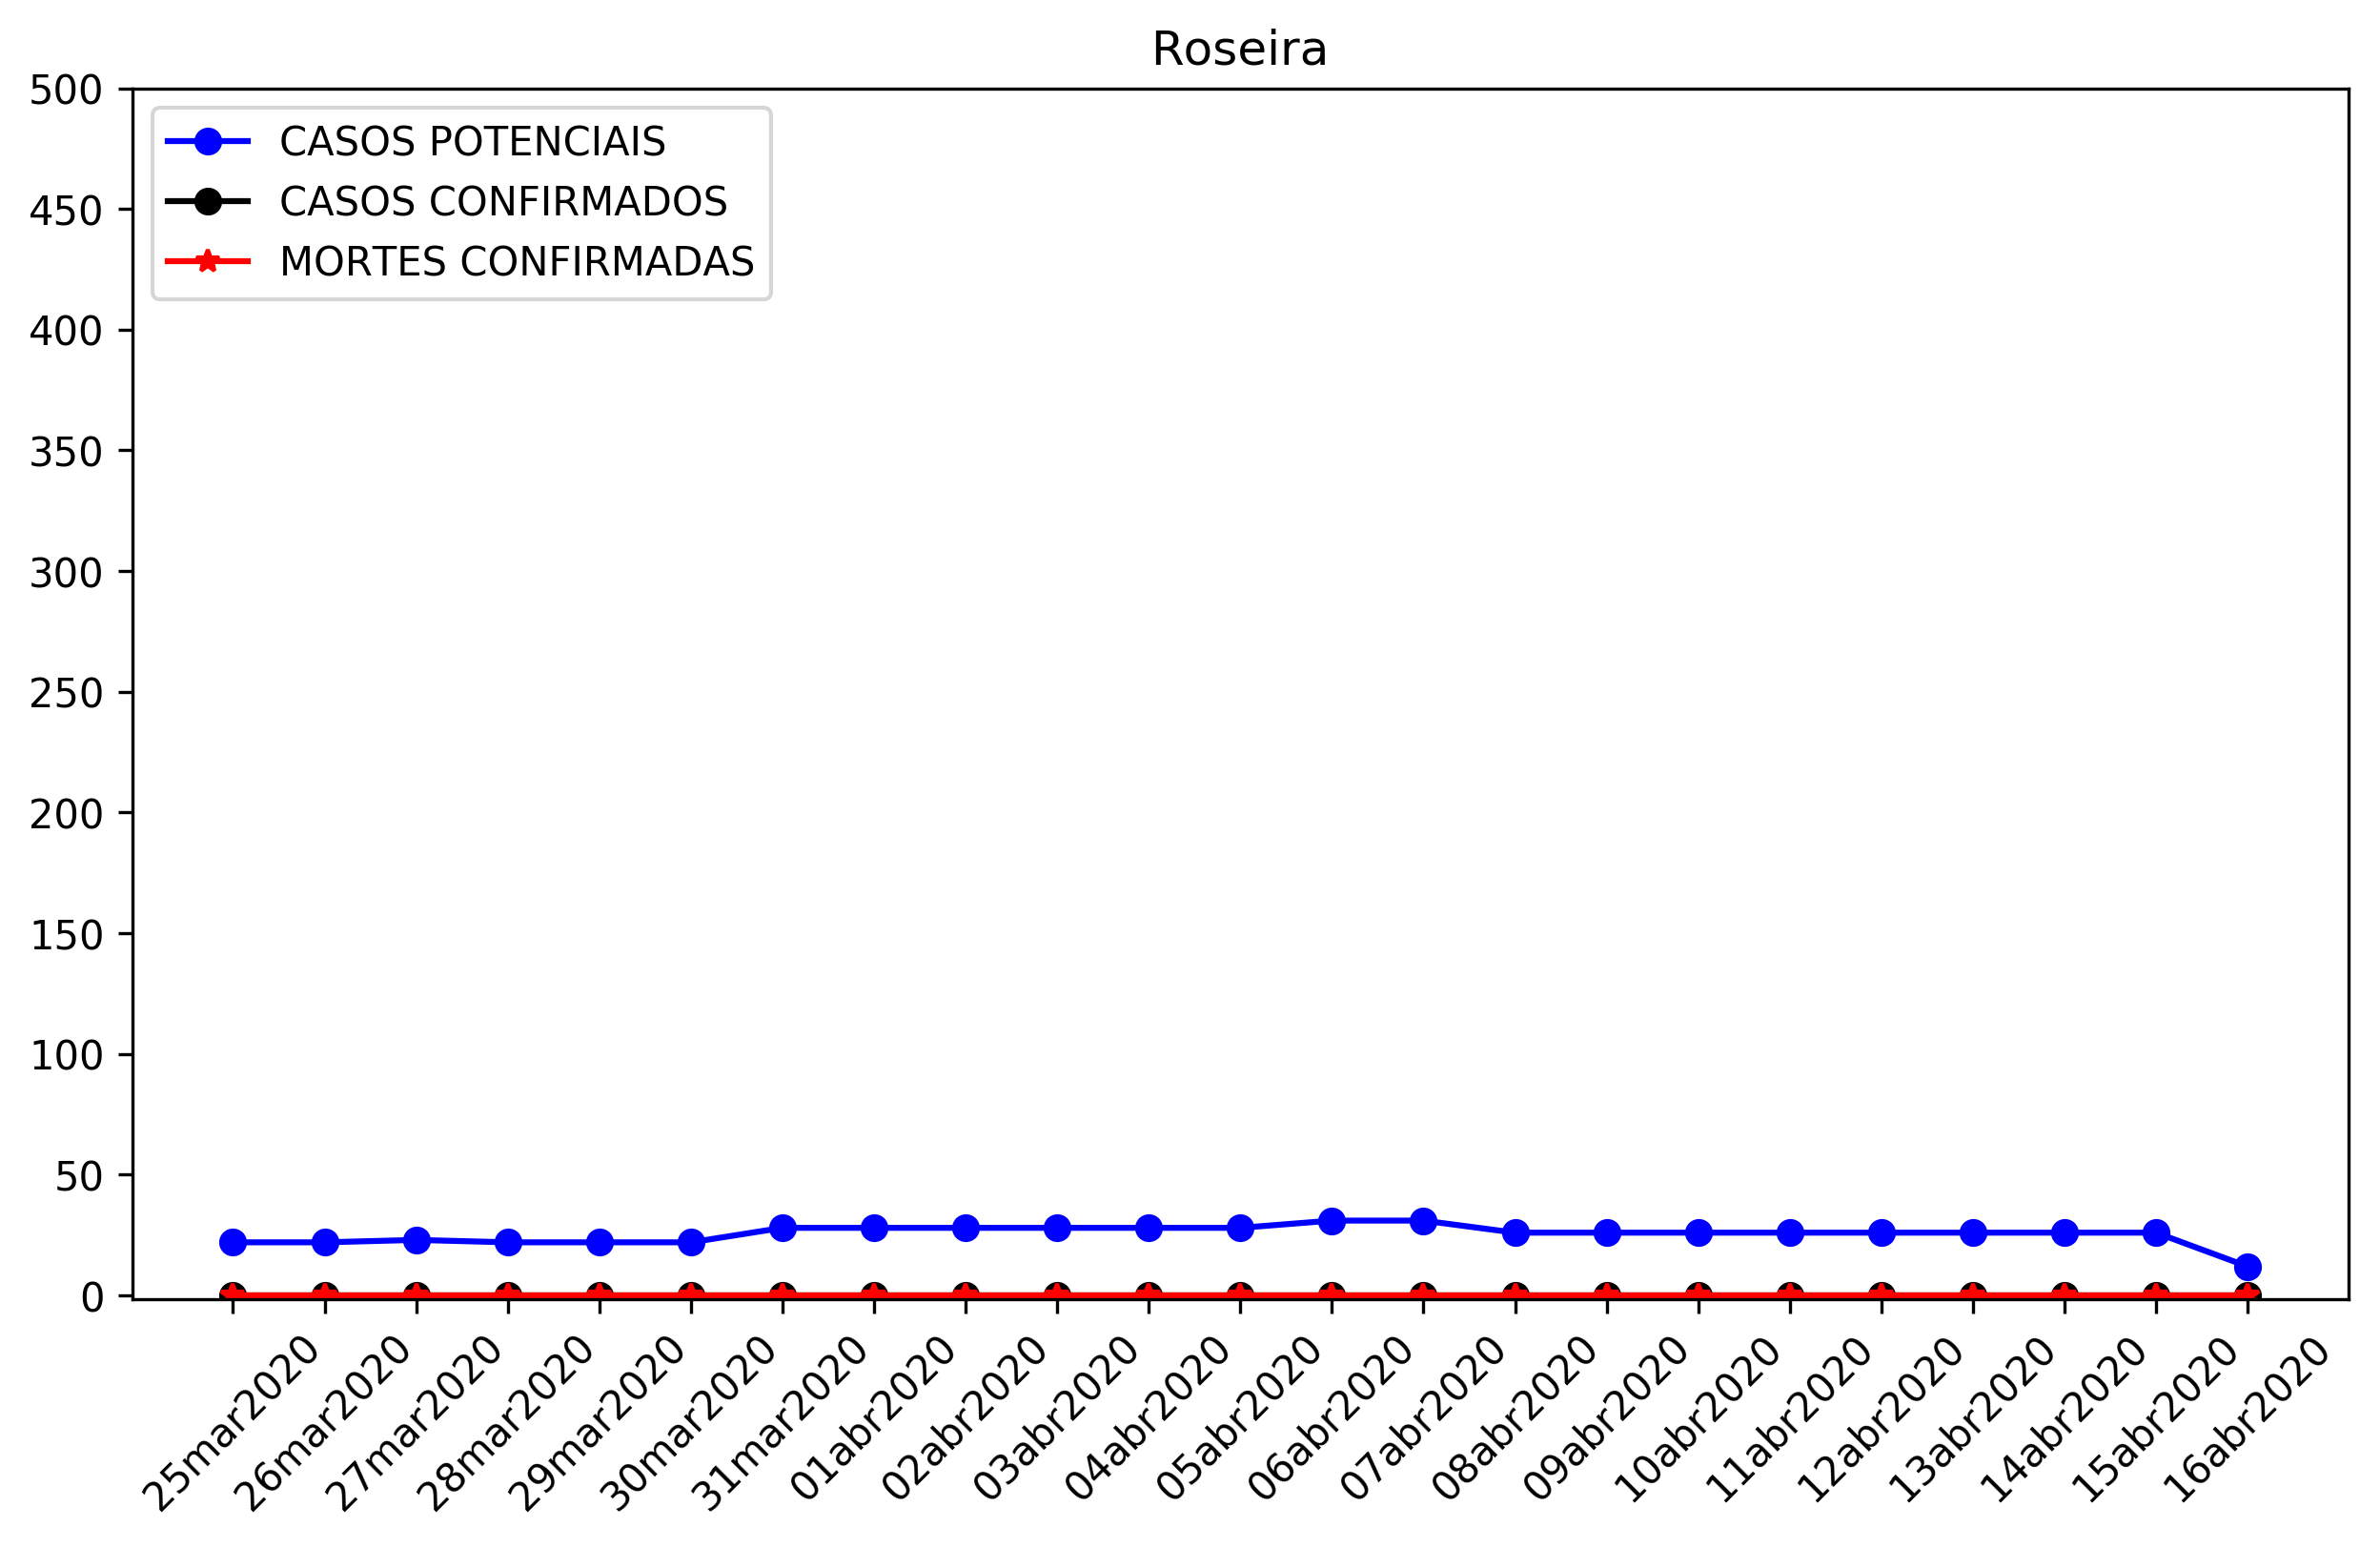 Roseira
500
450
400
350
300
250
200
150
100
50
0
CASOS POTENCIAIS
CASOS CONFIRMADOS
MORTES CONFIRMADAS
25mar2020
26mar2020
27mar2020
28mar2020
29mar2020
30mar2020
31mar2020
01abr2020
02abr2020
03abr2020
04abr2020
05abr2020
06abr2020
07abr2020
08abr2020
09abr2020
10abr2020
11abr2020
12abr2020
13abr2020
14abr2020
15abr2020
16abr2020